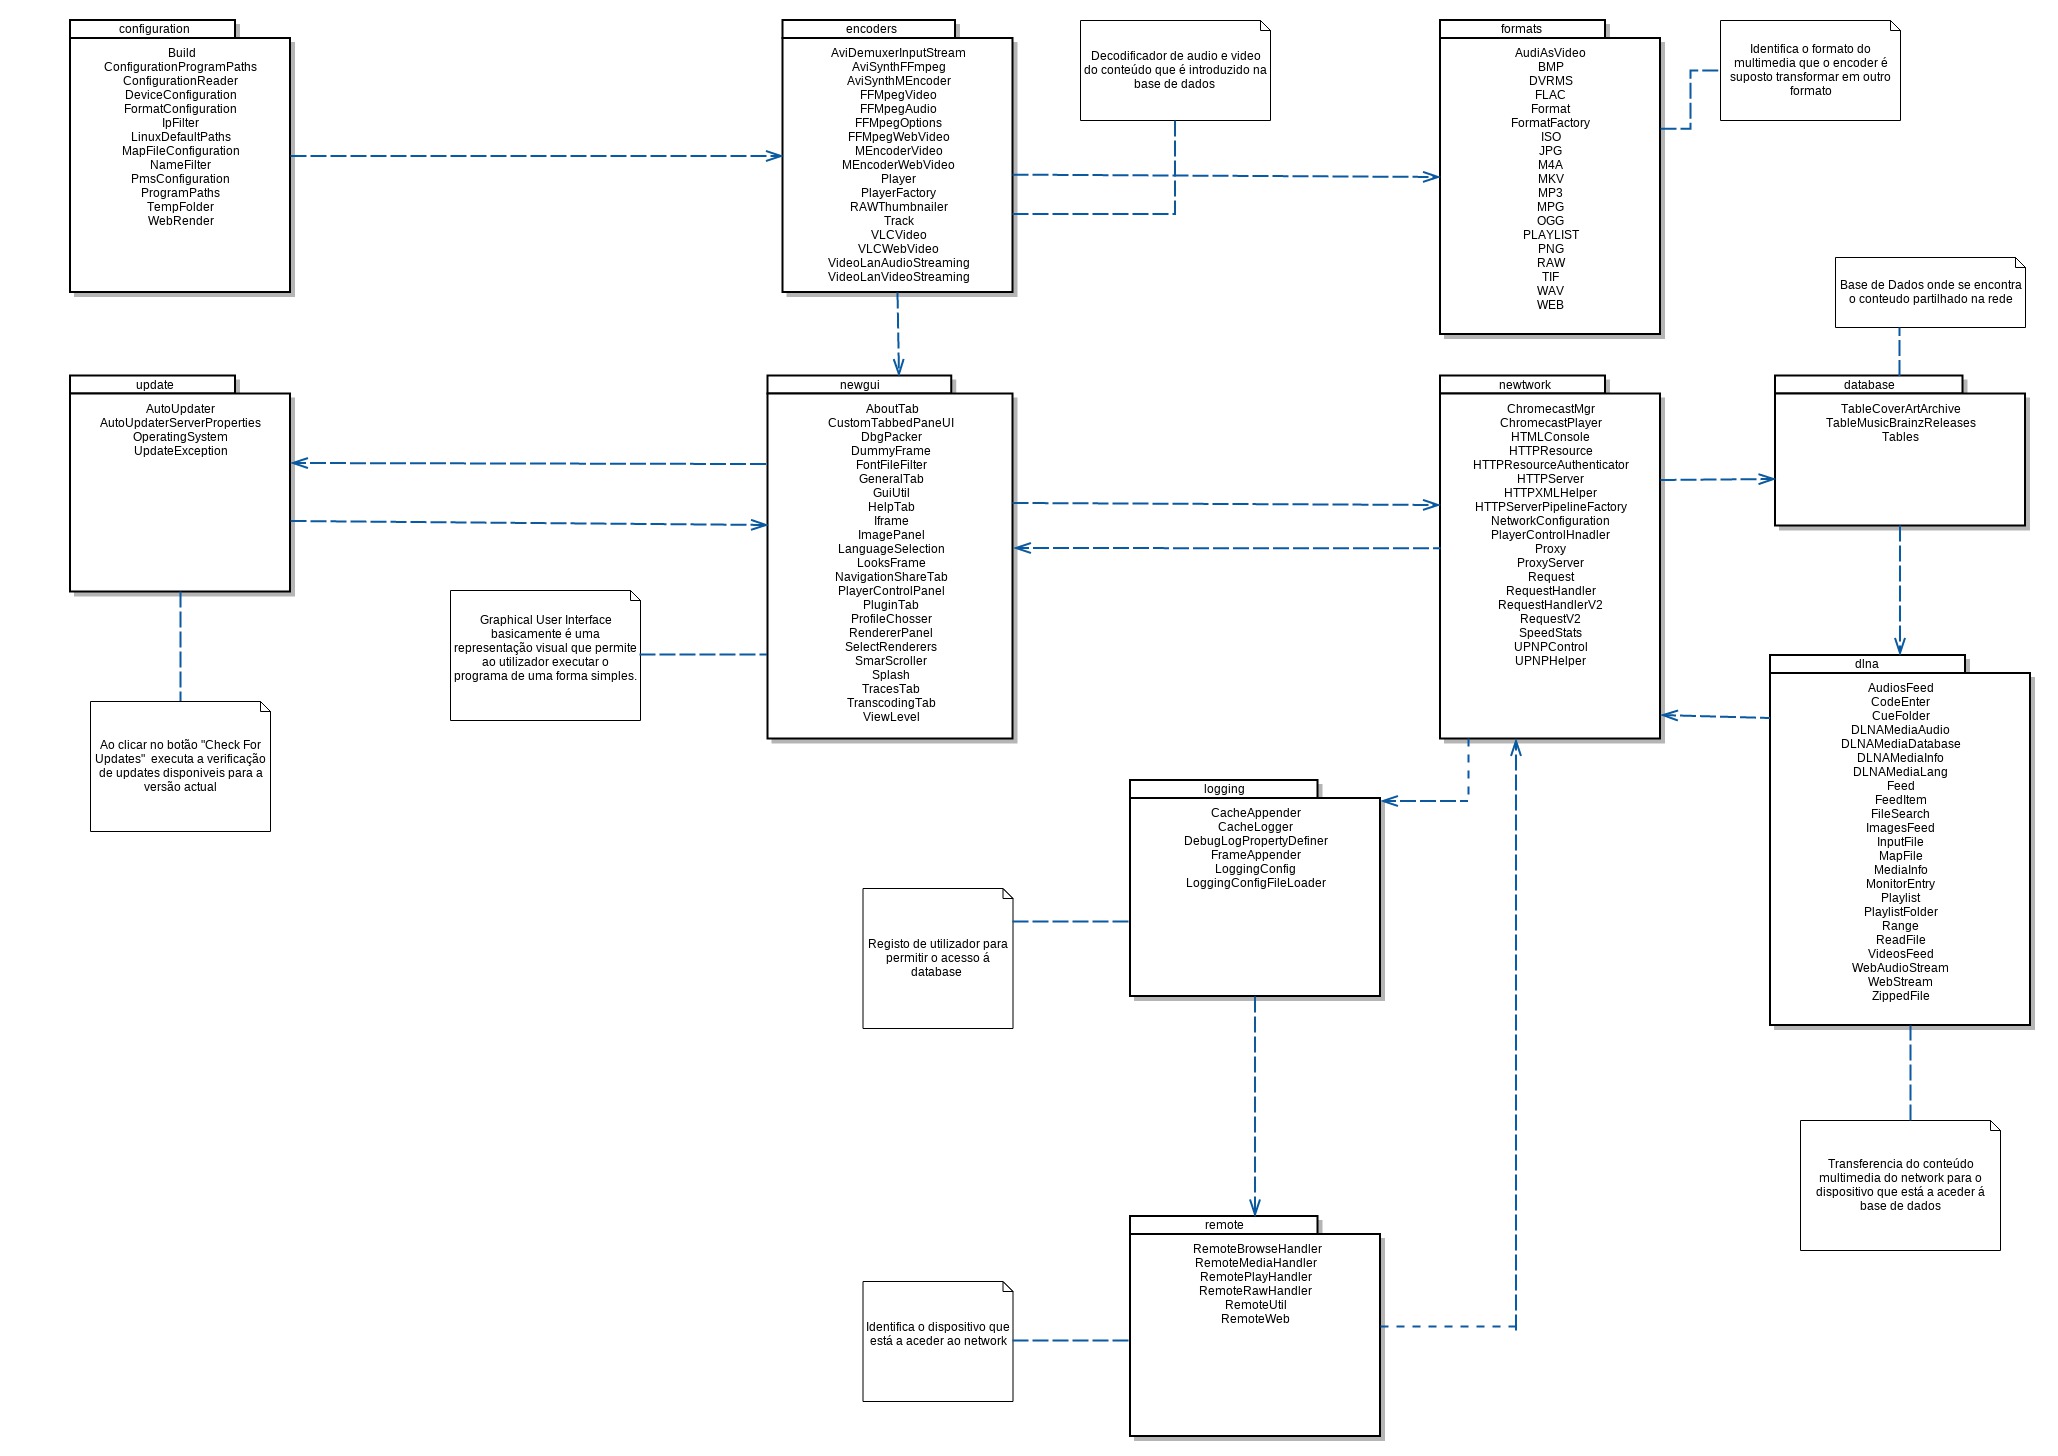 configuration
Build
ConfigurationProgramPaths
ConfigurationReader
DeviceConfiguration
FormatConfiguration
IpFilter
LinuxDefaultPaths
MapFileConfiguration
NameFilter
PmsConfiguration
ProgramPaths
TempFolder
WebRender
encoders
AviDemuxerInputStream
AviSynthFFmpeg
AviSynthMEncoder
FFMpegVideo
FFMpegAudio
FFMpegOptions
FFMpegWebVideo
MEncoderVideo
MEncoderWebVideo
Player
PlayerFactory
RAWThumbnailer
Track
VLCVideo
VLCWebVideo
VideoLanAudioStreaming
VideoLanVideoStreaming
Decodificador de audio e video
do conteúdo que é introduzido na
base de dados
formats
AudiAsVideo
BMP
DVRMS
FLAC
Format
FormatFactory
ISO
JPG
M4A
MKV
MP3
MPG
OGG
PLAYLIST
PNG
RAW
TIF
WAV
WEB
Identifica o formato do
multimedia que o encoder é
suposto transformar em outro
formato
Base de Dados onde se encontra
o conteudo partilhado na rede
update
AutoUpdater
AutoUpdaterServerProperties
OperatingSystem
UpdateException
newgui
AboutTab
CustomTabbedPaneUI
DbgPacker
DummyFrame
FontFileFilter
GeneralTab
GuiUtil
HelpTab
Iframe
ImagePanel
LanguageSelection
LooksFrame
NavigationShareTab
PlayerControlPanel
PluginTab
ProfileChosser
RendererPanel
SelectRenderers
SmarScroller
Splash
TracesTab
TranscodingTab
ViewLevel
newtwork
ChromecastMgr
ChromecastPlayer
HTMLConsole
HTTPResource
HTTPResourceAuthenticator
HTTPServer
HTTPXMLHelper
HTTPServerPipelineFactory
NetworkConfiguration
PlayerControlHnadler
Proxy
ProxyServer
Request
RequestHandler
RequestHandlerV2
RequestV2
SpeedStats
UPNPControl
UPNPHelper
database
TableCoverArtArchive
TableMusicBrainzReleases
Tables
Graphical User Interface
basicamente é uma
representação visual que permite
ao utilizador executar o
programa de uma forma simples.
Ao clicar no botão "Check For
Updates"  executa a verificação
de updates disponiveis para a
versão actual
dlna
AudiosFeed
CodeEnter
CueFolder
DLNAMediaAudio
DLNAMediaDatabase
DLNAMediaInfo
DLNAMediaLang
Feed
FeedItem
FileSearch
ImagesFeed
InputFile
MapFile
MediaInfo
MonitorEntry
Playlist
PlaylistFolder
Range
ReadFile
VideosFeed
WebAudioStream
WebStream
ZippedFile
logging
CacheAppender
CacheLogger
DebugLogPropertyDefiner
FrameAppender
LoggingConfig
LoggingConfigFileLoader
Registo de utilizador para
permitir o acesso á
database
Transferencia do conteúdo
multimedia do network para o
dispositivo que está a aceder á
base de dados
remote
RemoteBrowseHandler
RemoteMediaHandler
RemotePlayHandler
RemoteRawHandler
RemoteUtil
RemoteWeb
Identifica o dispositivo que
está a aceder ao network